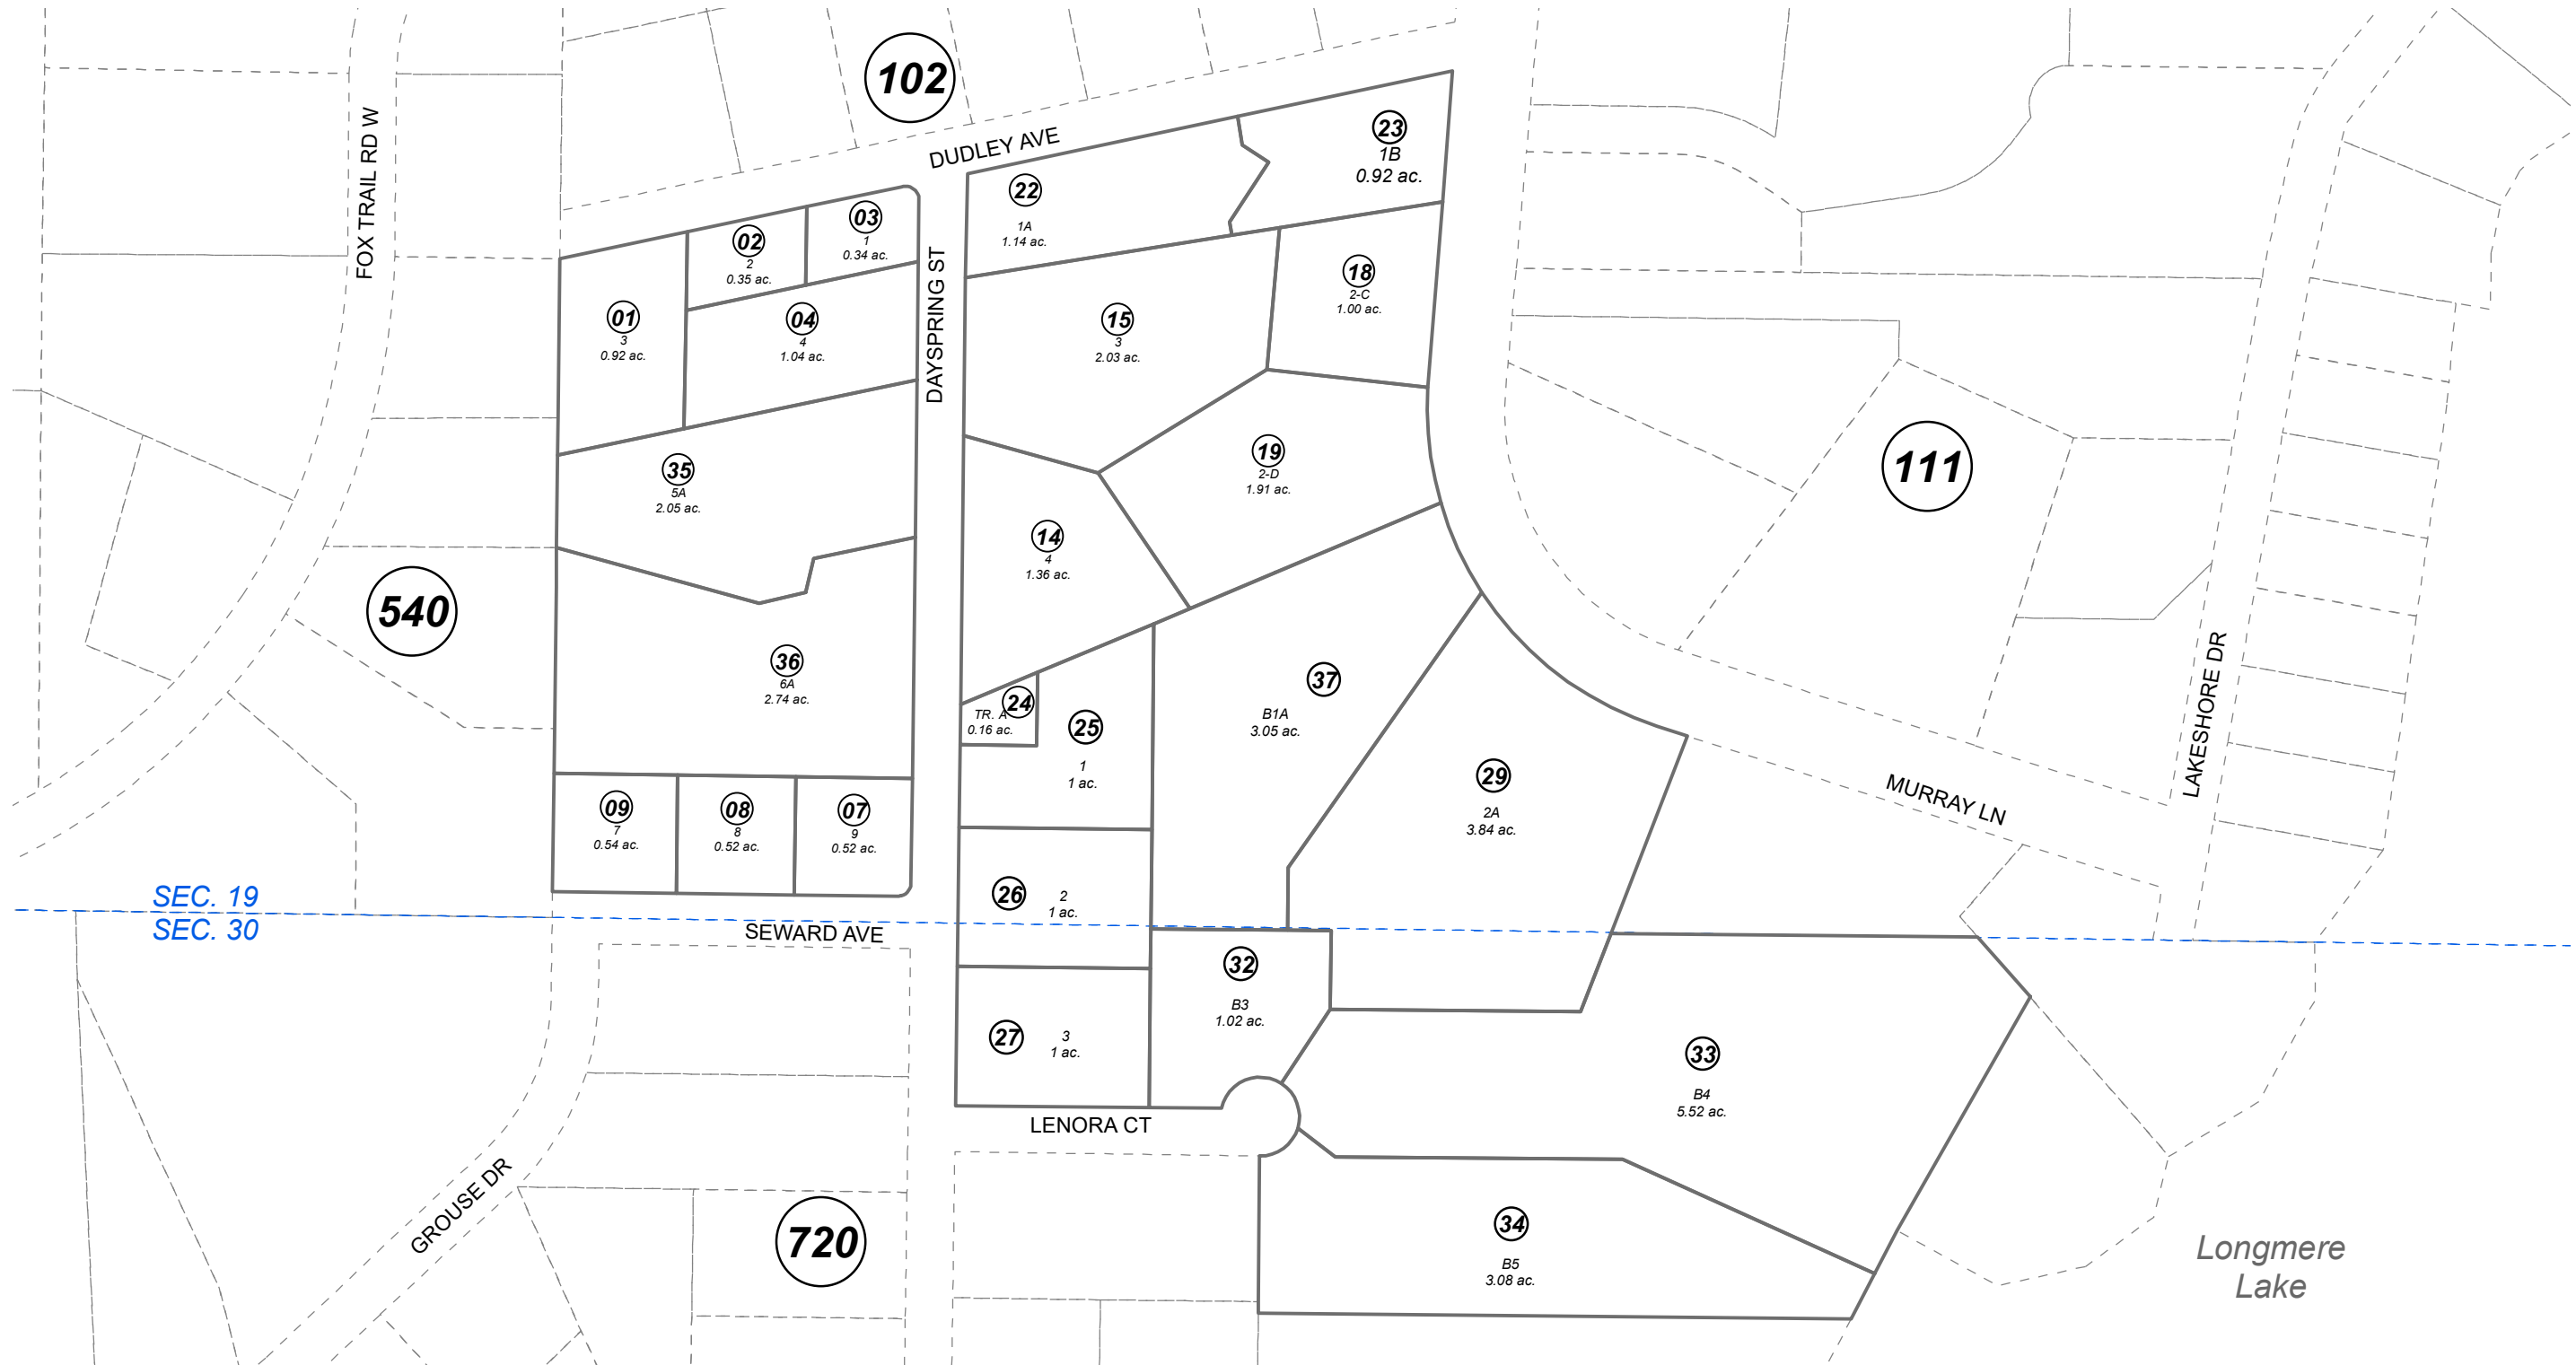 102
DUDLEY AVE
FOX TRAIL RD W
23
1B
0.92 ac.
22
1A
1.14 ac.
03
1
0.34 ac.
02
2
0.35 ac.
01
3
0.92 ac.
04
4
1.04 ac.
DAYSPRING ST
15
3
2.03 ac.
18
2-C
1.00 ac.
35
5A
2.05 ac.
19
2-D
1.91 ac.
111
14
4
1.36 ac.
540
36
6A
2.74 ac.
24
TR. A
0.16 ac.
25
1
1 ac.
37
B1A
3.05 ac.
29
2A
3.84 ac.
MURRAY LN
LAKESHORE DR
09
7
0.54 ac.
08
8
0.52 ac.
07
9
0.52 ac.
SEC. 19
SEC. 30
SEWARD AVE
26
2
1 ac.
32
B3
1.02 ac.
27
3
1 ac.
33
B4
5.52 ac.
LENORA CT
GROUSE DR
720
34
B5
3.08 ac.
Longmere
Lake